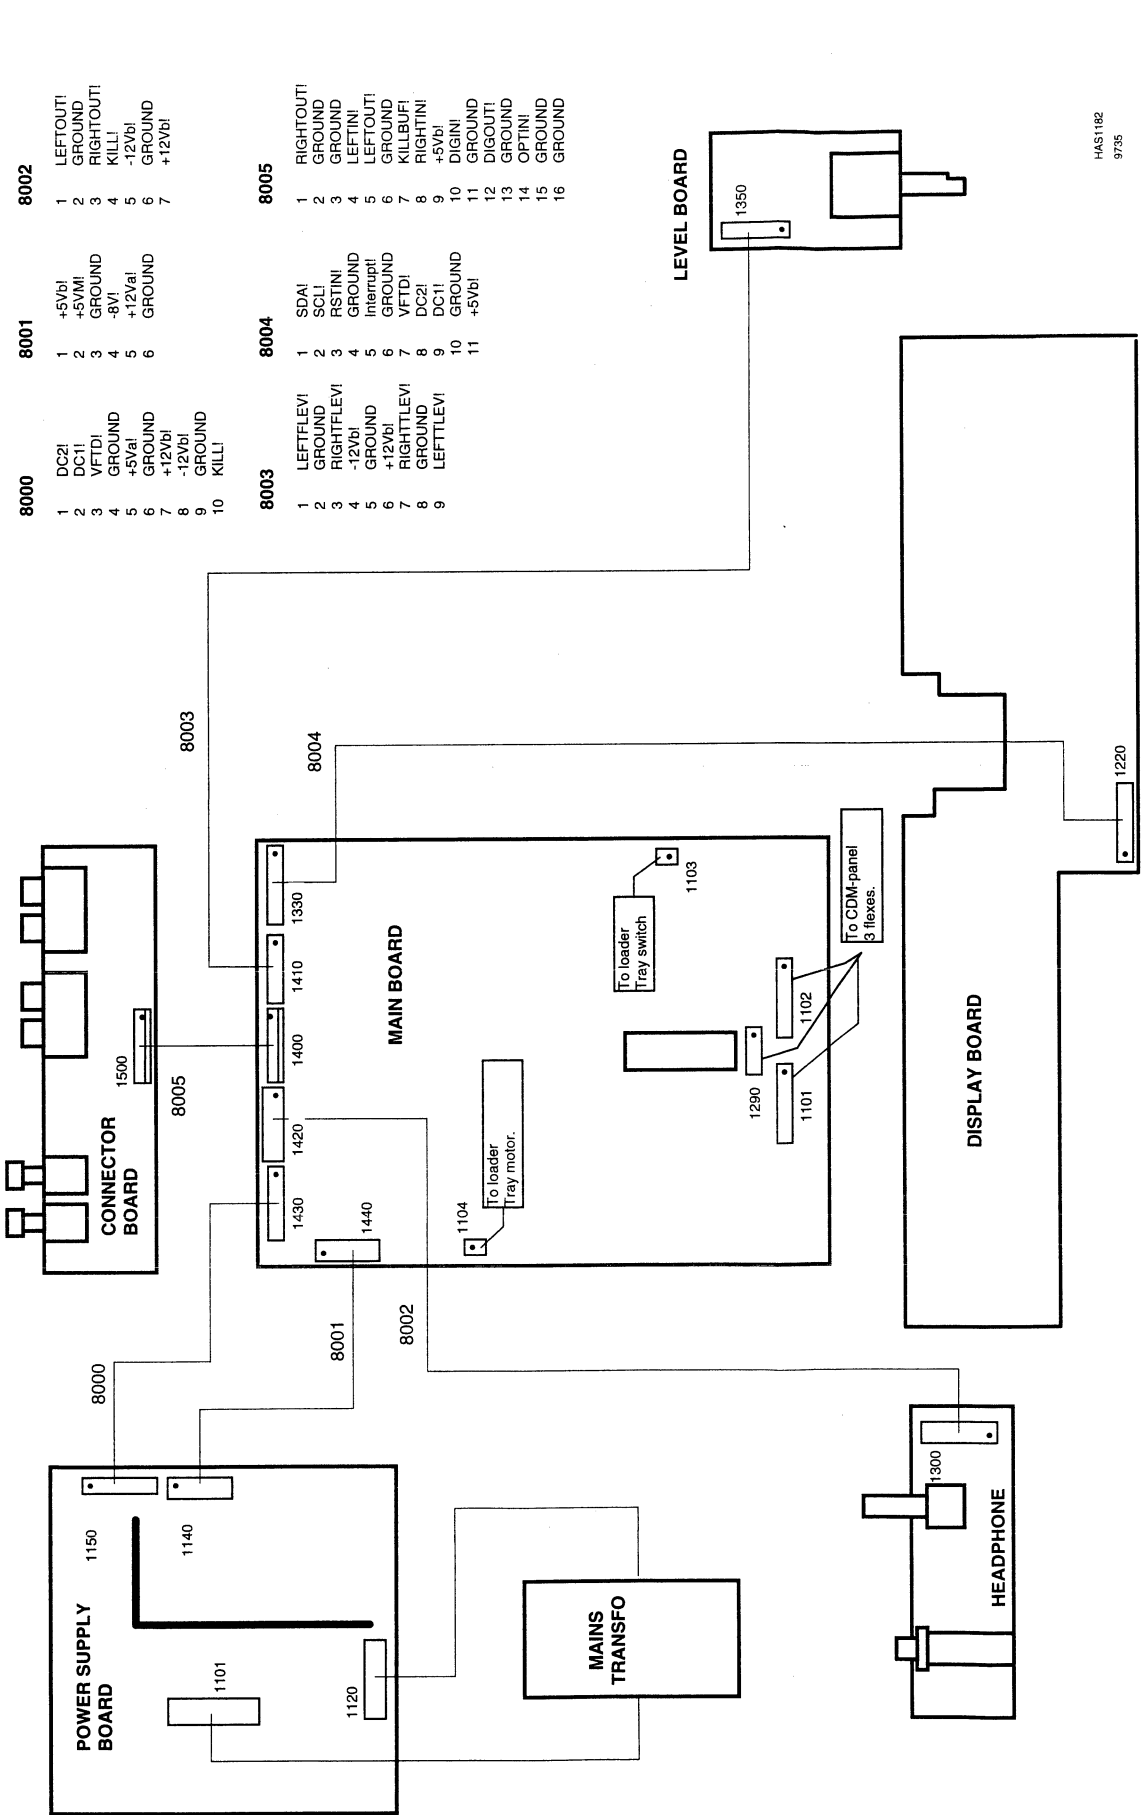 8000
1 DC2!
2 DC1!
3 VFTD!
4 GROUND
5 +5Va!
6 GROUND
7 +12Vb!
8 -12Vb!
9 GROUND
10 KILL!
8001
1 +5Vb!
2 +5VM!
3 GROUND
4 -8V!
5 +12Va!
6 GROUND
8002
1 LEFTOUT!
2 GROUND
3 RIGHTOUT!
4 KILL!
5 -12Vb!
6 GROUND
7 +12Vb!
8003
1 LEFTFLEV!
2 GROUND
3 RIGHTFLEV!
4 -12Vb!
5 GROUND
6 +12Vb!
7 RIGHTTLEV!
8 GROUND
9 LEFTTLEV!
8004
1 SDA!
2 SCL!
3 RSTIN!
4 GROUND
5 Interrupt!
6 GROUND
7 VFTD!
8 DC2!
9 DC1!
10 GROUND
11 +5Vb!
8005
1 RIGHTOUT!
2 GROUND
3 GROUND
4 LEFTIN!
5 LEFTOUT!
6 GROUND
7 KILLBUF!
8 RIGHTIN!
9 +5Vb!
10 DIGIN!
11 GROUND
12 DIGOUT!
13 GROUND
14 OPTIN!
15 GROUND
16 GROUND
POWER SUPPLY
BOARD
1150
1140
1101
1120
8000
8001
8002
CONNECTOR
BOARD
1500
8005
8003
8004
MAIN BOARD
1430
1420
1400
1410
1330
1440
1104
To loader
Tray motor.
To loader
Tray switch
1103
1290
1101
1102
To CDM-panel
3 flexes.
LEVEL BOARD
1350
MAINS
TRANSFO
HEADPHONE
1300
DISPLAY BOARD
1220
HAS1182
9735